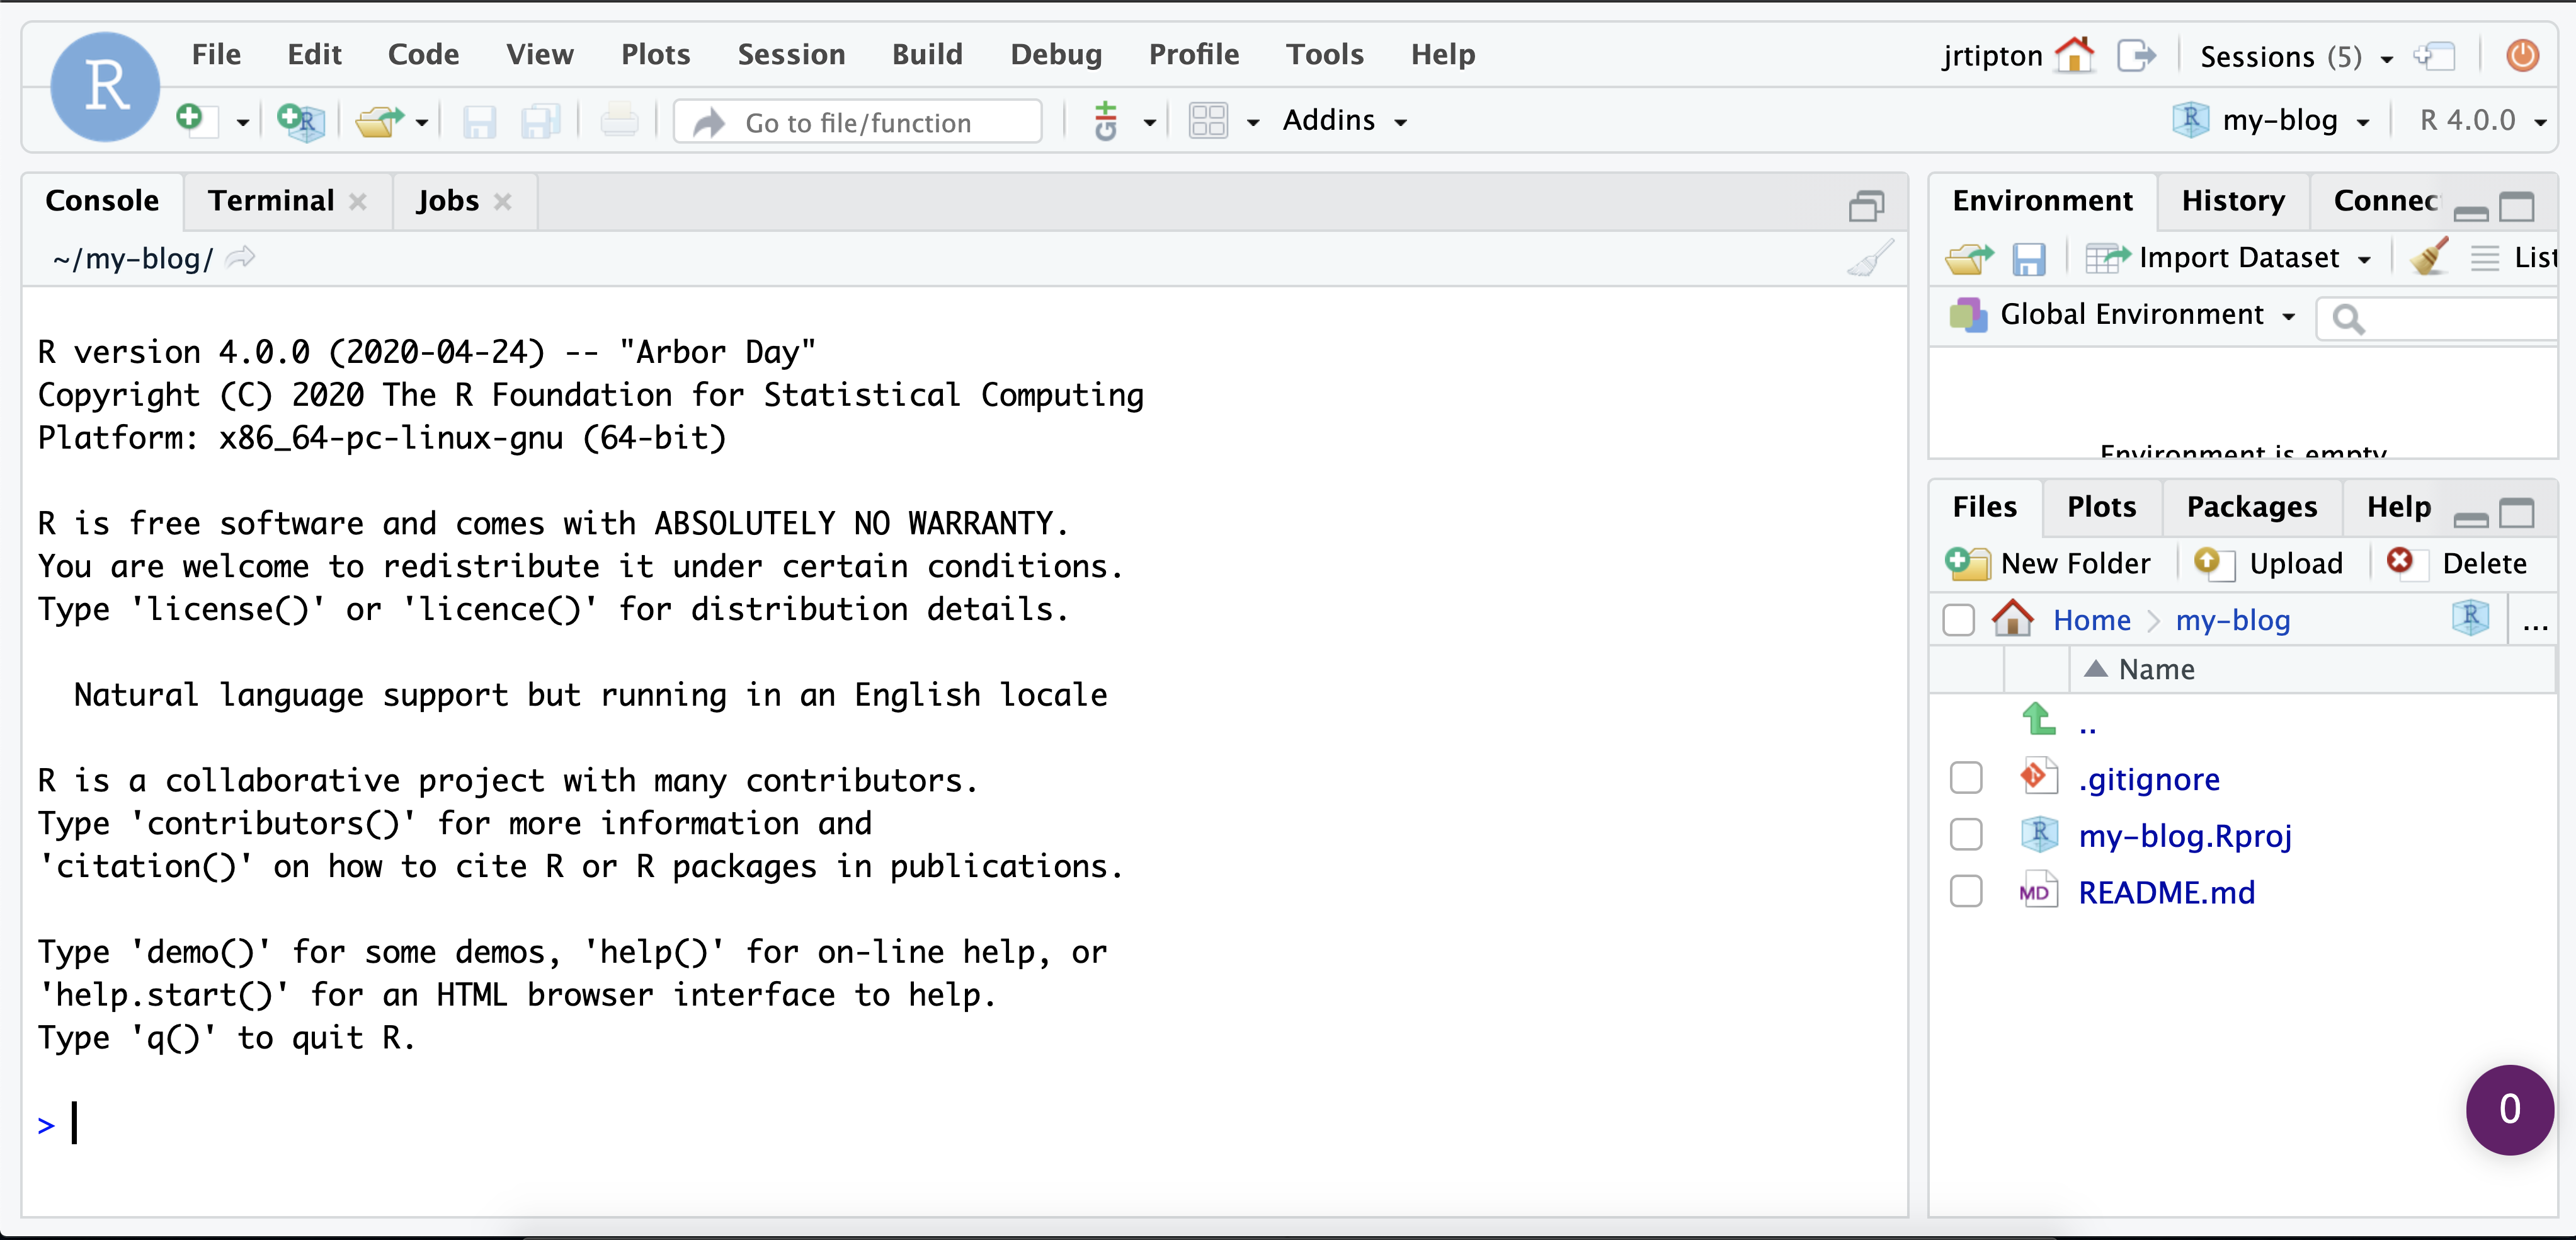 R
File Edit Code View Plots Session Build Debug Profile Tools Help
jrtipton
Sessions (5)
Go to file/function
Git
Addins
my-blog
R 4.0.0
Console Terminal Jobs
~/my-blog/
R version 4.0.0 (2020-04-24) -- "Arbor Day"
Copyright (C) 2020 The R Foundation for Statistical Computing
Platform: x86_64-pc-linux-gnu (64-bit)
R is free software and comes with ABSOLUTELY NO WARRANTY.
You are welcome to redistribute it under certain conditions.
Type 'license()' or 'licence()' for distribution details.
Natural language support but running in an English locale
R is a collaborative project with many contributors.
Type 'contributors()' for more information and
'citation()' on how to cite R or R packages in publications.
Type 'demo()' for some demos, 'help()' for on-line help, or
'help.start()' for an HTML browser interface to help.
Type 'q()' to quit R.
>
Environment History Connec
Import Dataset List
Global Environment
Environment is empty
Files Plots Packages Help
New Folder Upload Delete
Home my-blog R ...
Name
..
.gitignore
R my-blog.Rproj
MD README.md
0